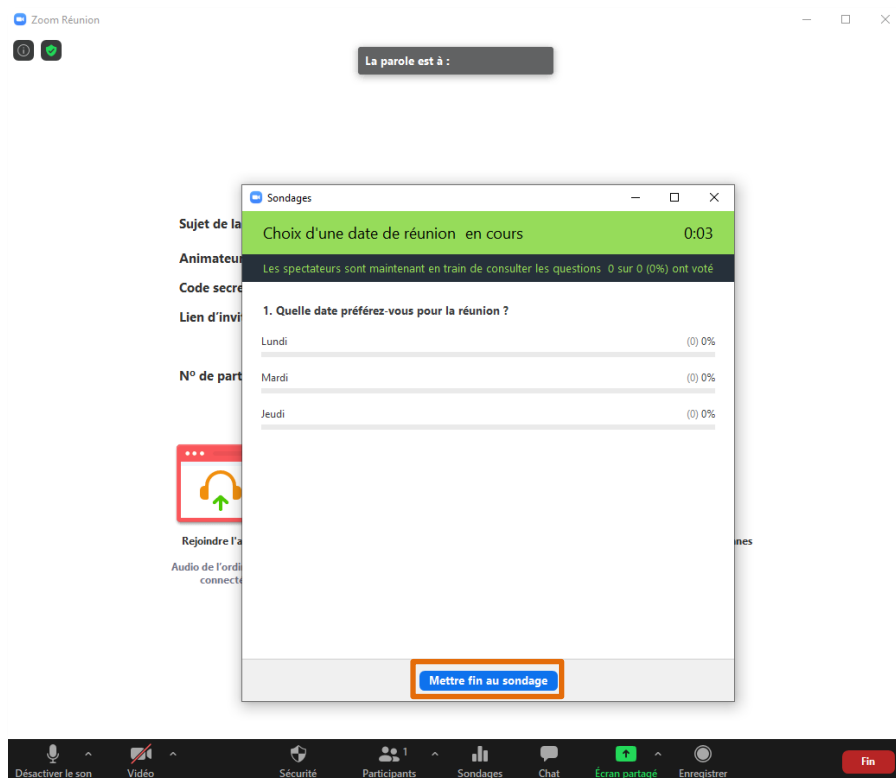 Zoom Réunion
La parole est à :
Sondages
Sujet de la
Choix d'une date de réunion en cours 0:03
Animateur
Les spectateurs sont maintenant en train de consulter les questions 0 sur 0 (0%) ont voté
Code secre
Lien d'invi
1. Quelle date préférez-vous pour la réunion ?
Lundi (0) 0%
Nº de part
Mardi (0) 0%
Jeudi (0) 0%
Rejoindre l'a
nnes
Audio de l'ordi
connecté
Mettre fin au sondage
1
Désactiver le son Vidéo Sécurité Participants Sondages Chat Écran partagé Enregistrer Fin